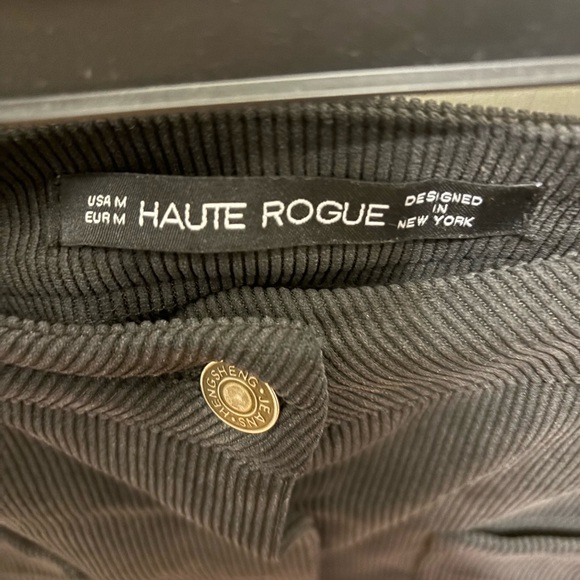 USA M
EUR M
HAUTE ROGUE
DESIGNED
IN
NEW YORK
HENGSHENG · JEANS ·